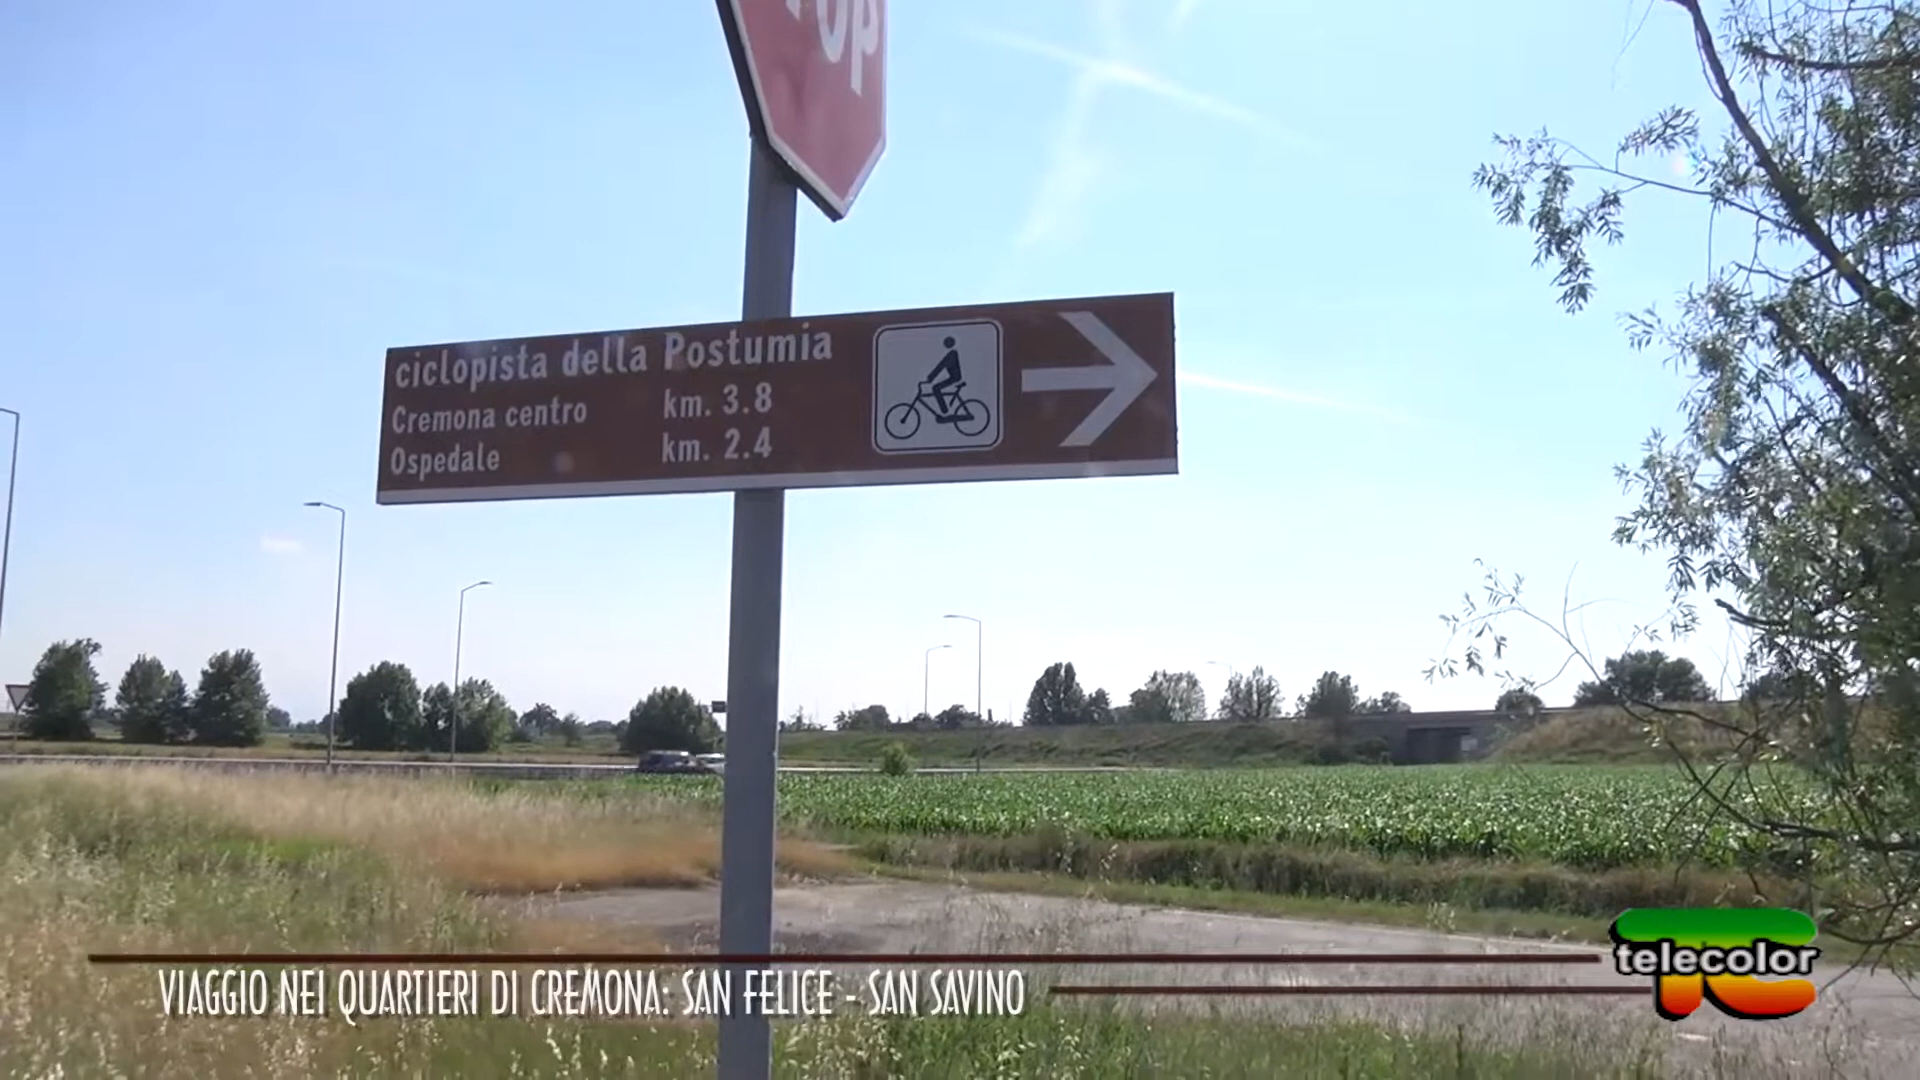 TOP
ciclopista della Postumia
Cremona centro km. 3.8
Ospedale km. 2.4
VIAGGIO NEI QUARTIERI DI CREMONA: SAN FELICE - SAN SAVINO
telecolor